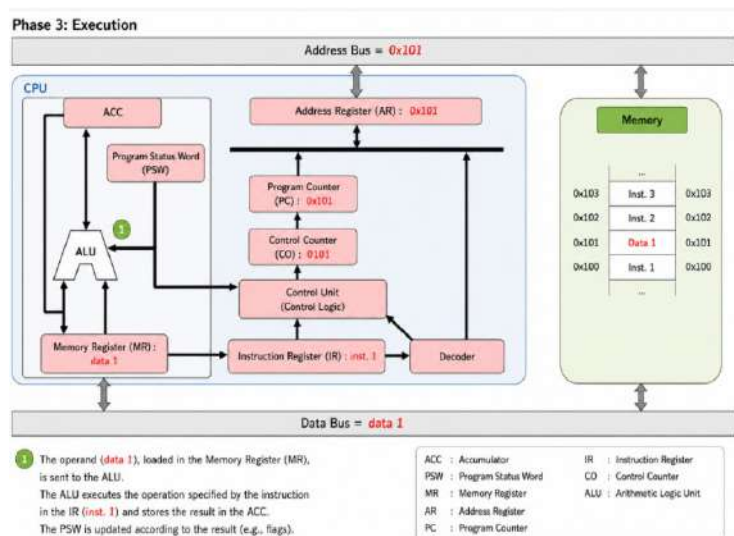 Phase 3: Execution
Address Bus = 0x101
CPU
ACC
Program Status Word
(PSW)
1
ALU
Memory Register (MR) :
data 1
Address Register (AR) : 0x101
Program Counter
(PC) : 0x101
Control Counter
(CO) : 0101
Control Unit
(Control Logic)
Instruction Register (IR) : inst. 1
Decoder
Memory
...
0x103 Inst. 3 0x103
0x102 Inst. 2 0x102
0x101 Data 1 0x101
0x100 Inst. 1 0x100
...
Data Bus = data 1
1 The operand (data 1), loaded in the Memory Register (MR),
is sent to the ALU.
The ALU executes the operation specified by the instruction
in the IR (inst. 1) and stores the result in the ACC.
The PSW is updated according to the result (e.g., flags).
ACC : Accumulator
PSW : Program Status Word
MR : Memory Register
AR : Address Register
PC : Program Counter
IR : Instruction Register
CO : Control Counter
ALU : Arithmetic Logic Unit